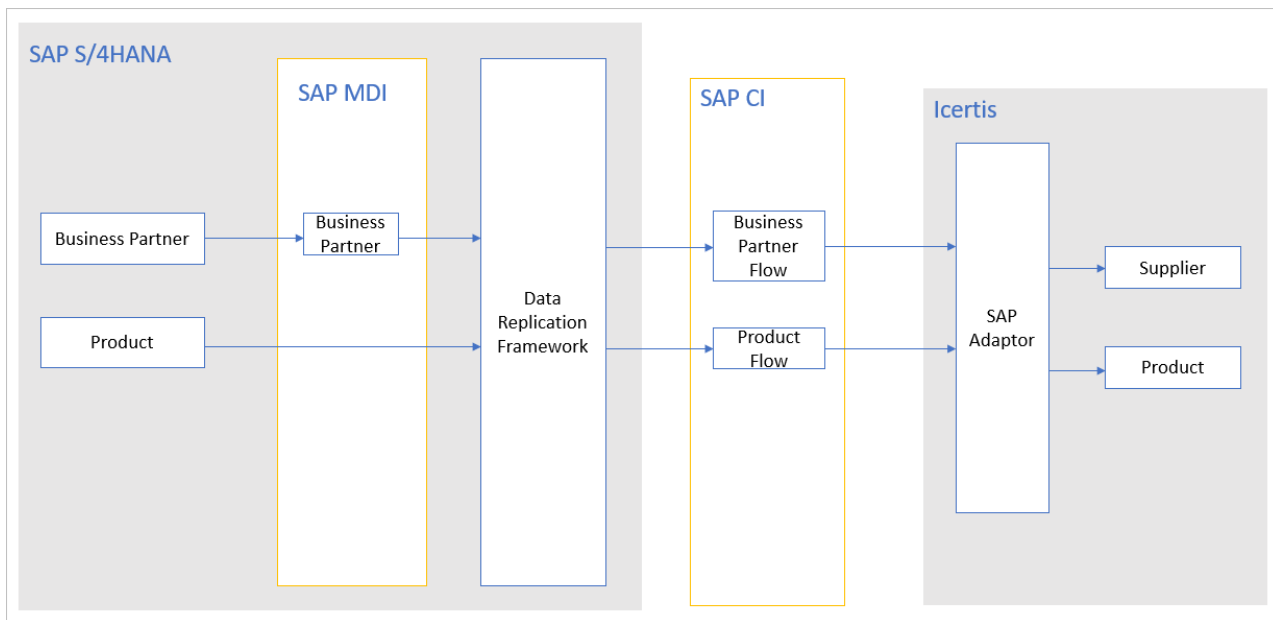 SAP S/4HANA
SAP MDI
SAP CI
Icertis
Business Partner
Business
Partner
Business
Partner
Flow
Supplier
Data
Replication
Framework
SAP
Adaptor
Product
Product
Flow
Product